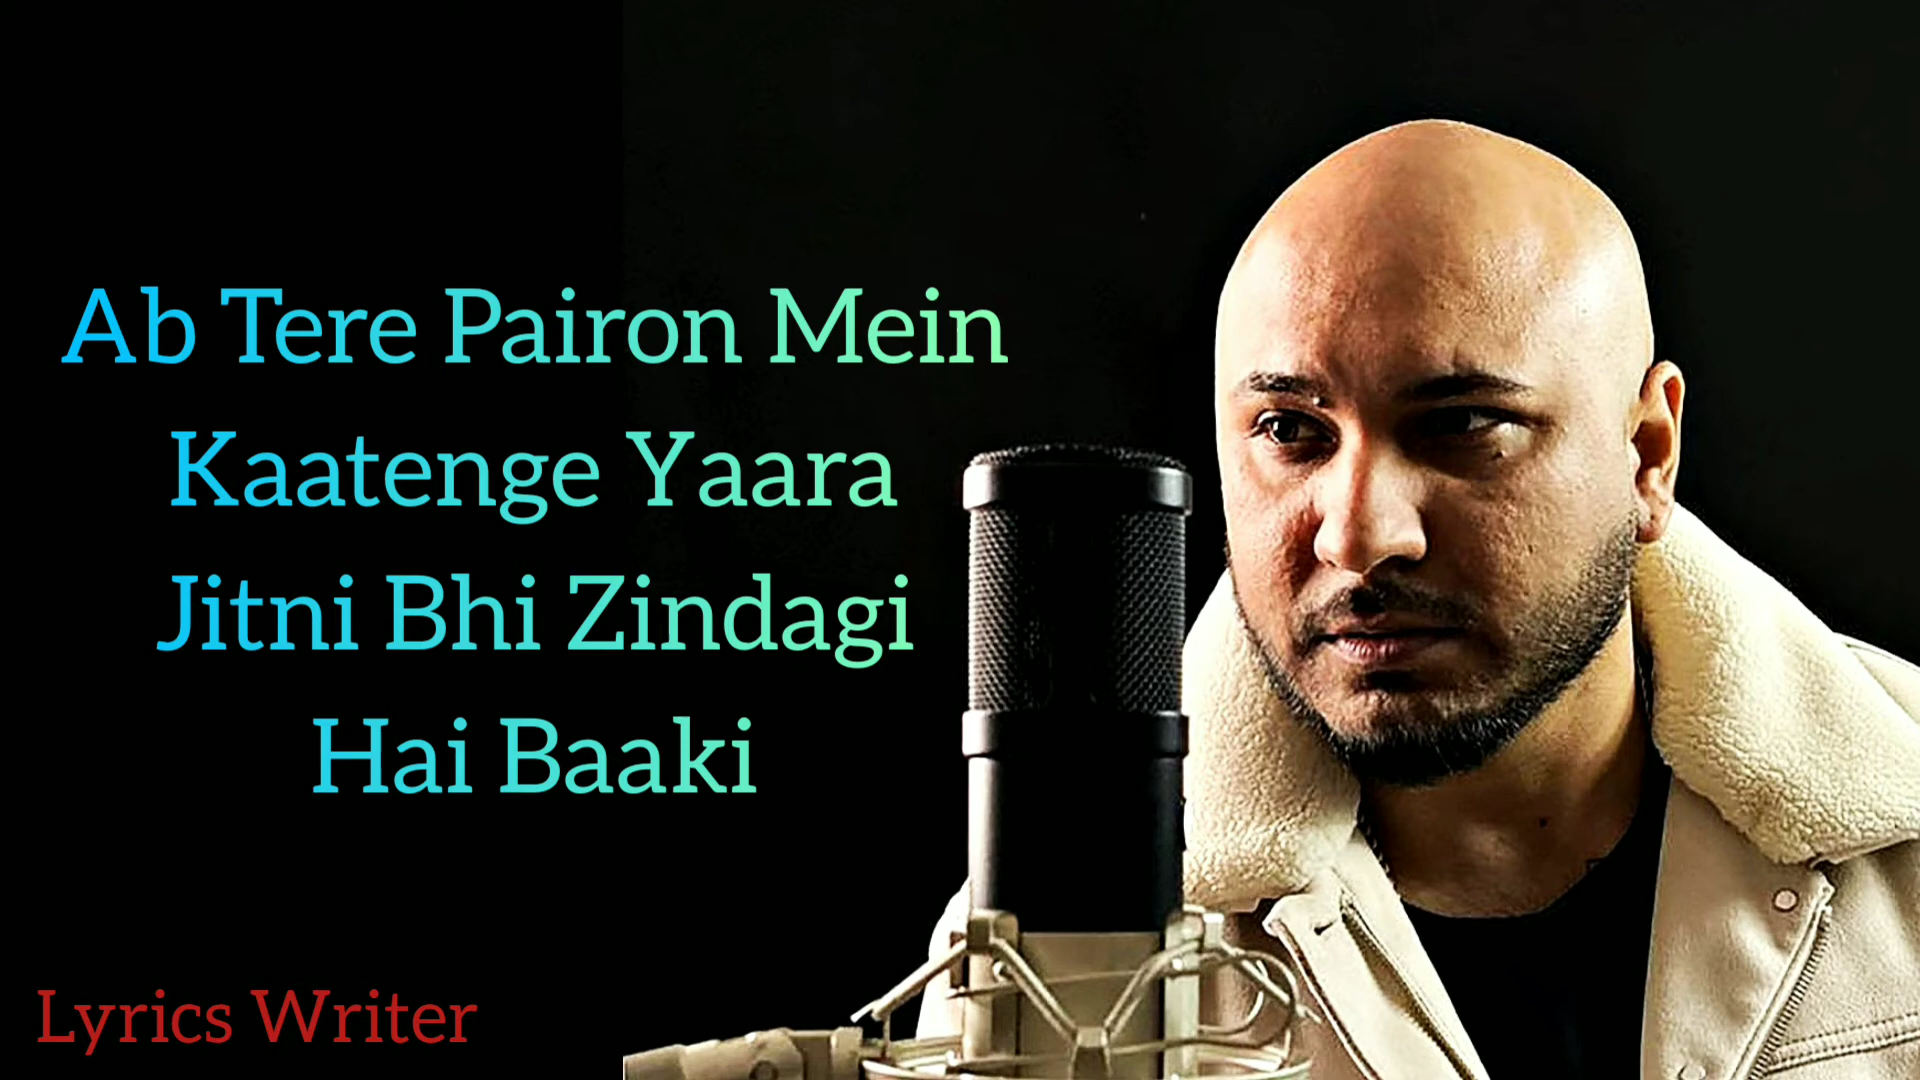 Ab Tere Pairon Mein
Kaatenge Yaara
Jitni Bhi Zindagi
Hai Baaki
Lyrics Writer